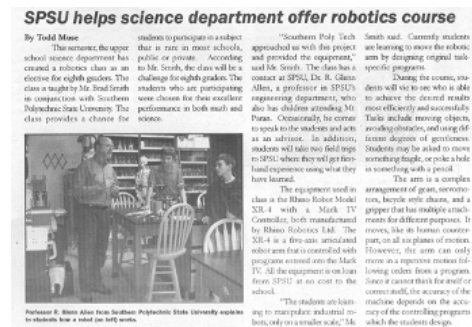 SPSU helps science department offer robotics course
By Todd Muse
This semester, the upper
school science department has
created a robotics class as an
elective for eighth graders. The
class is taught by Mr. Brad Smith
in conjunction with Southern
Polytechnic State University. The
class provides a chance for
students to participate in a subject
that is rare in most schools,
public or private. According
to Mr. Smith, the class will be a
challenge for eighth graders. The
students who are participating
were chosen for their excellent
performance in both math and
science.
Professor R. Glenn Allen from Southern Polytechnic State University explains
to students how a robot (on left) works.
"Southern Poly Tech
approached us with this project
and provided the equipment,"
said Mr. Smith. The class has a
contact at SPSU, Dr. R. Glenn
Allen, a professor in SPSU's
engineering department, who
also has children attending Mt.
Paran. Occasionally, he comes
to speak to the students and acts
as an advisor. In addition,
students will take two field trips
to SPSU where they will get first-
hand experience using what they
have learned.
The equipment used in
class is the Rhino Robot Model
XR-4 with a Mark IV
Controller, both manufactured
by Rhino Robotics Ltd. The
XR-4 is a five-axis articulated
robot arm that is controlled with
programs entered into the Mark
IV. All the equipment is on loan
from SPSU at no cost to the
school.
"The students are learn-
ing to manipulate industrial ro-
bots, only on a smaller scale," Mr.
Smith said. Currently students
are learning to move the robotic
arm by designing original task-
specific programs.
During the course, stu-
dents will vie to see who is able
to achieve the desired results
most efficiently and successfully.
Tasks include moving objects,
avoiding obstacles, and using dif-
ferent degrees of gentleness.
Students may be asked to move
something fragile, or poke a hole
in something with a pencil.
The arm is a complex
arrangement of gears, servomo-
tors, bicycle style chains, and a
gripper that has multiple attach-
ments for different purposes. It
moves, like its human counter-
part, on all six planes of motion.
However, the arm can only
move in a repetitive motion fol-
lowing orders from a program.
Since it cannot think for itself or
correct itself, the accuracy of the
machine depends on the accu-
racy of the controlling programs
which the students design.